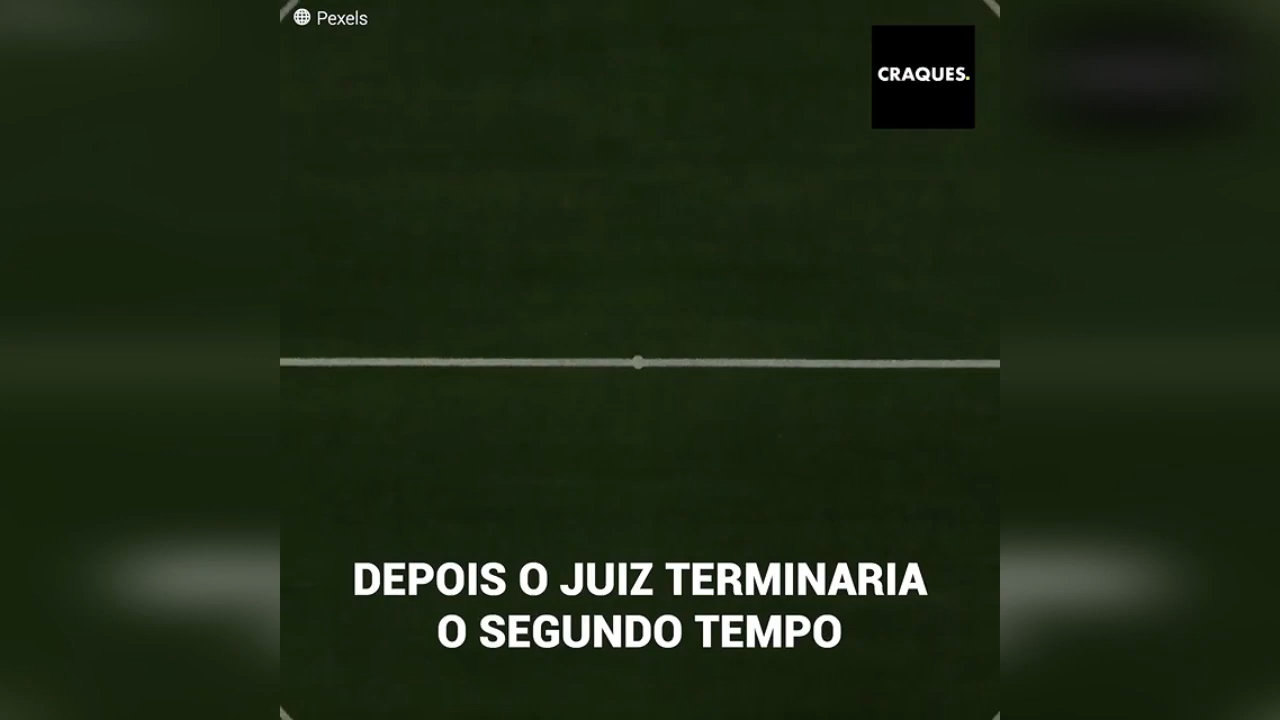 Pexels
CRAQUES.
DEPOIS O JUIZ TERMINARIA
O SEGUNDO TEMPO